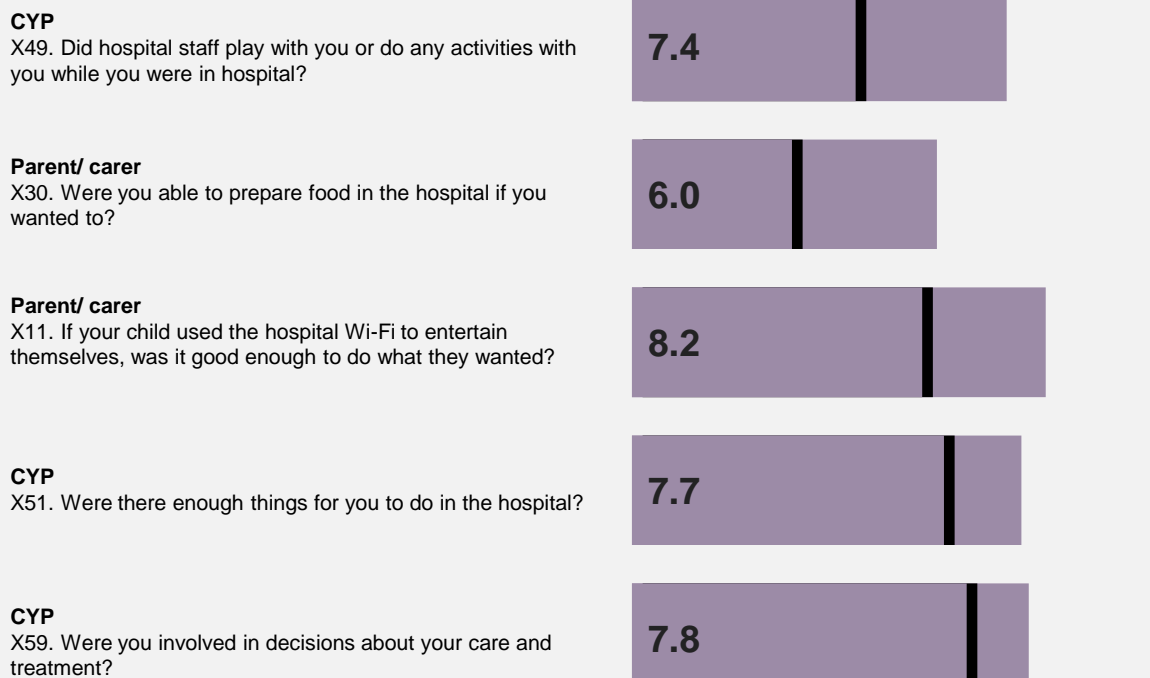 CYP
X49. Did hospital staff play with you or do any activities with
you while you were in hospital?
7.4
Parent/ carer
X30. Were you able to prepare food in the hospital if you
wanted to?
6.0
Parent/ carer
X11. If your child used the hospital Wi-Fi to entertain
themselves, was it good enough to do what they wanted?
8.2
CYP
X51. Were there enough things for you to do in the hospital?
7.7
CYP
X59. Were you involved in decisions about your care and
treatment?
7.8